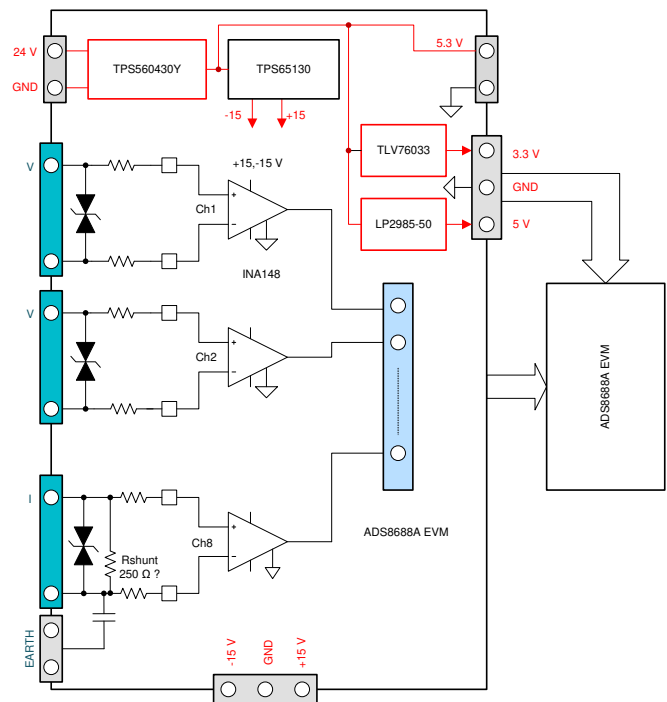 24 V
TPS560430Y
TPS65130
5.3 V
GND
-15
+15
TLV76033
3.3 V
V
+15,-15 V
GND
+
Ch1
−
LP2985-50
5 V
INA148
V
+
Ch2
−
ADS8688A EVM
I
+
Ch8
−
ADS8688A EVM
Rshunt
250 Ω ?
EARTH
-15 V
GND
+15 V